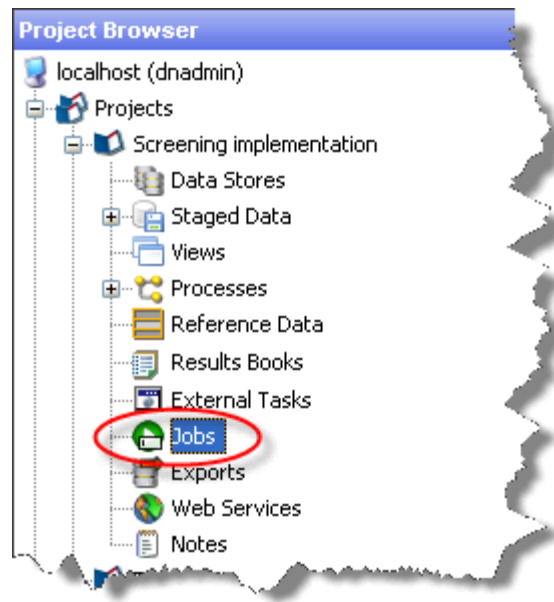 Project Browser
localhost (dnadmin)
Projects
Screening implementation
Data Stores
Staged Data
Views
Processes
Reference Data
Results Books
External Tasks
Jobs
Exports
Web Services
Notes